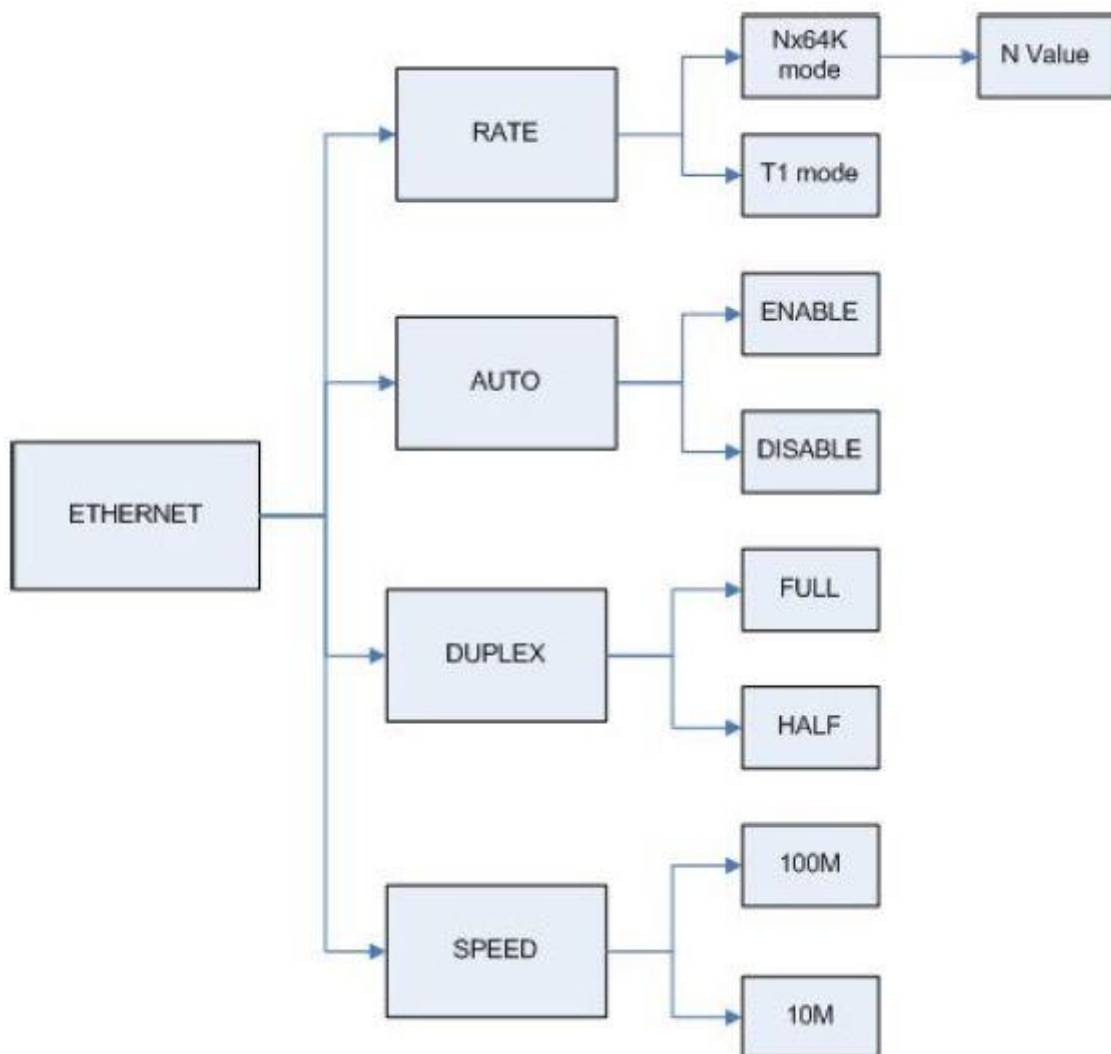 Nx64K
mode
N Value
RATE
T1 mode
ENABLE
AUTO
DISABLE
ETHERNET
FULL
DUPLEX
HALF
100M
SPEED
10M